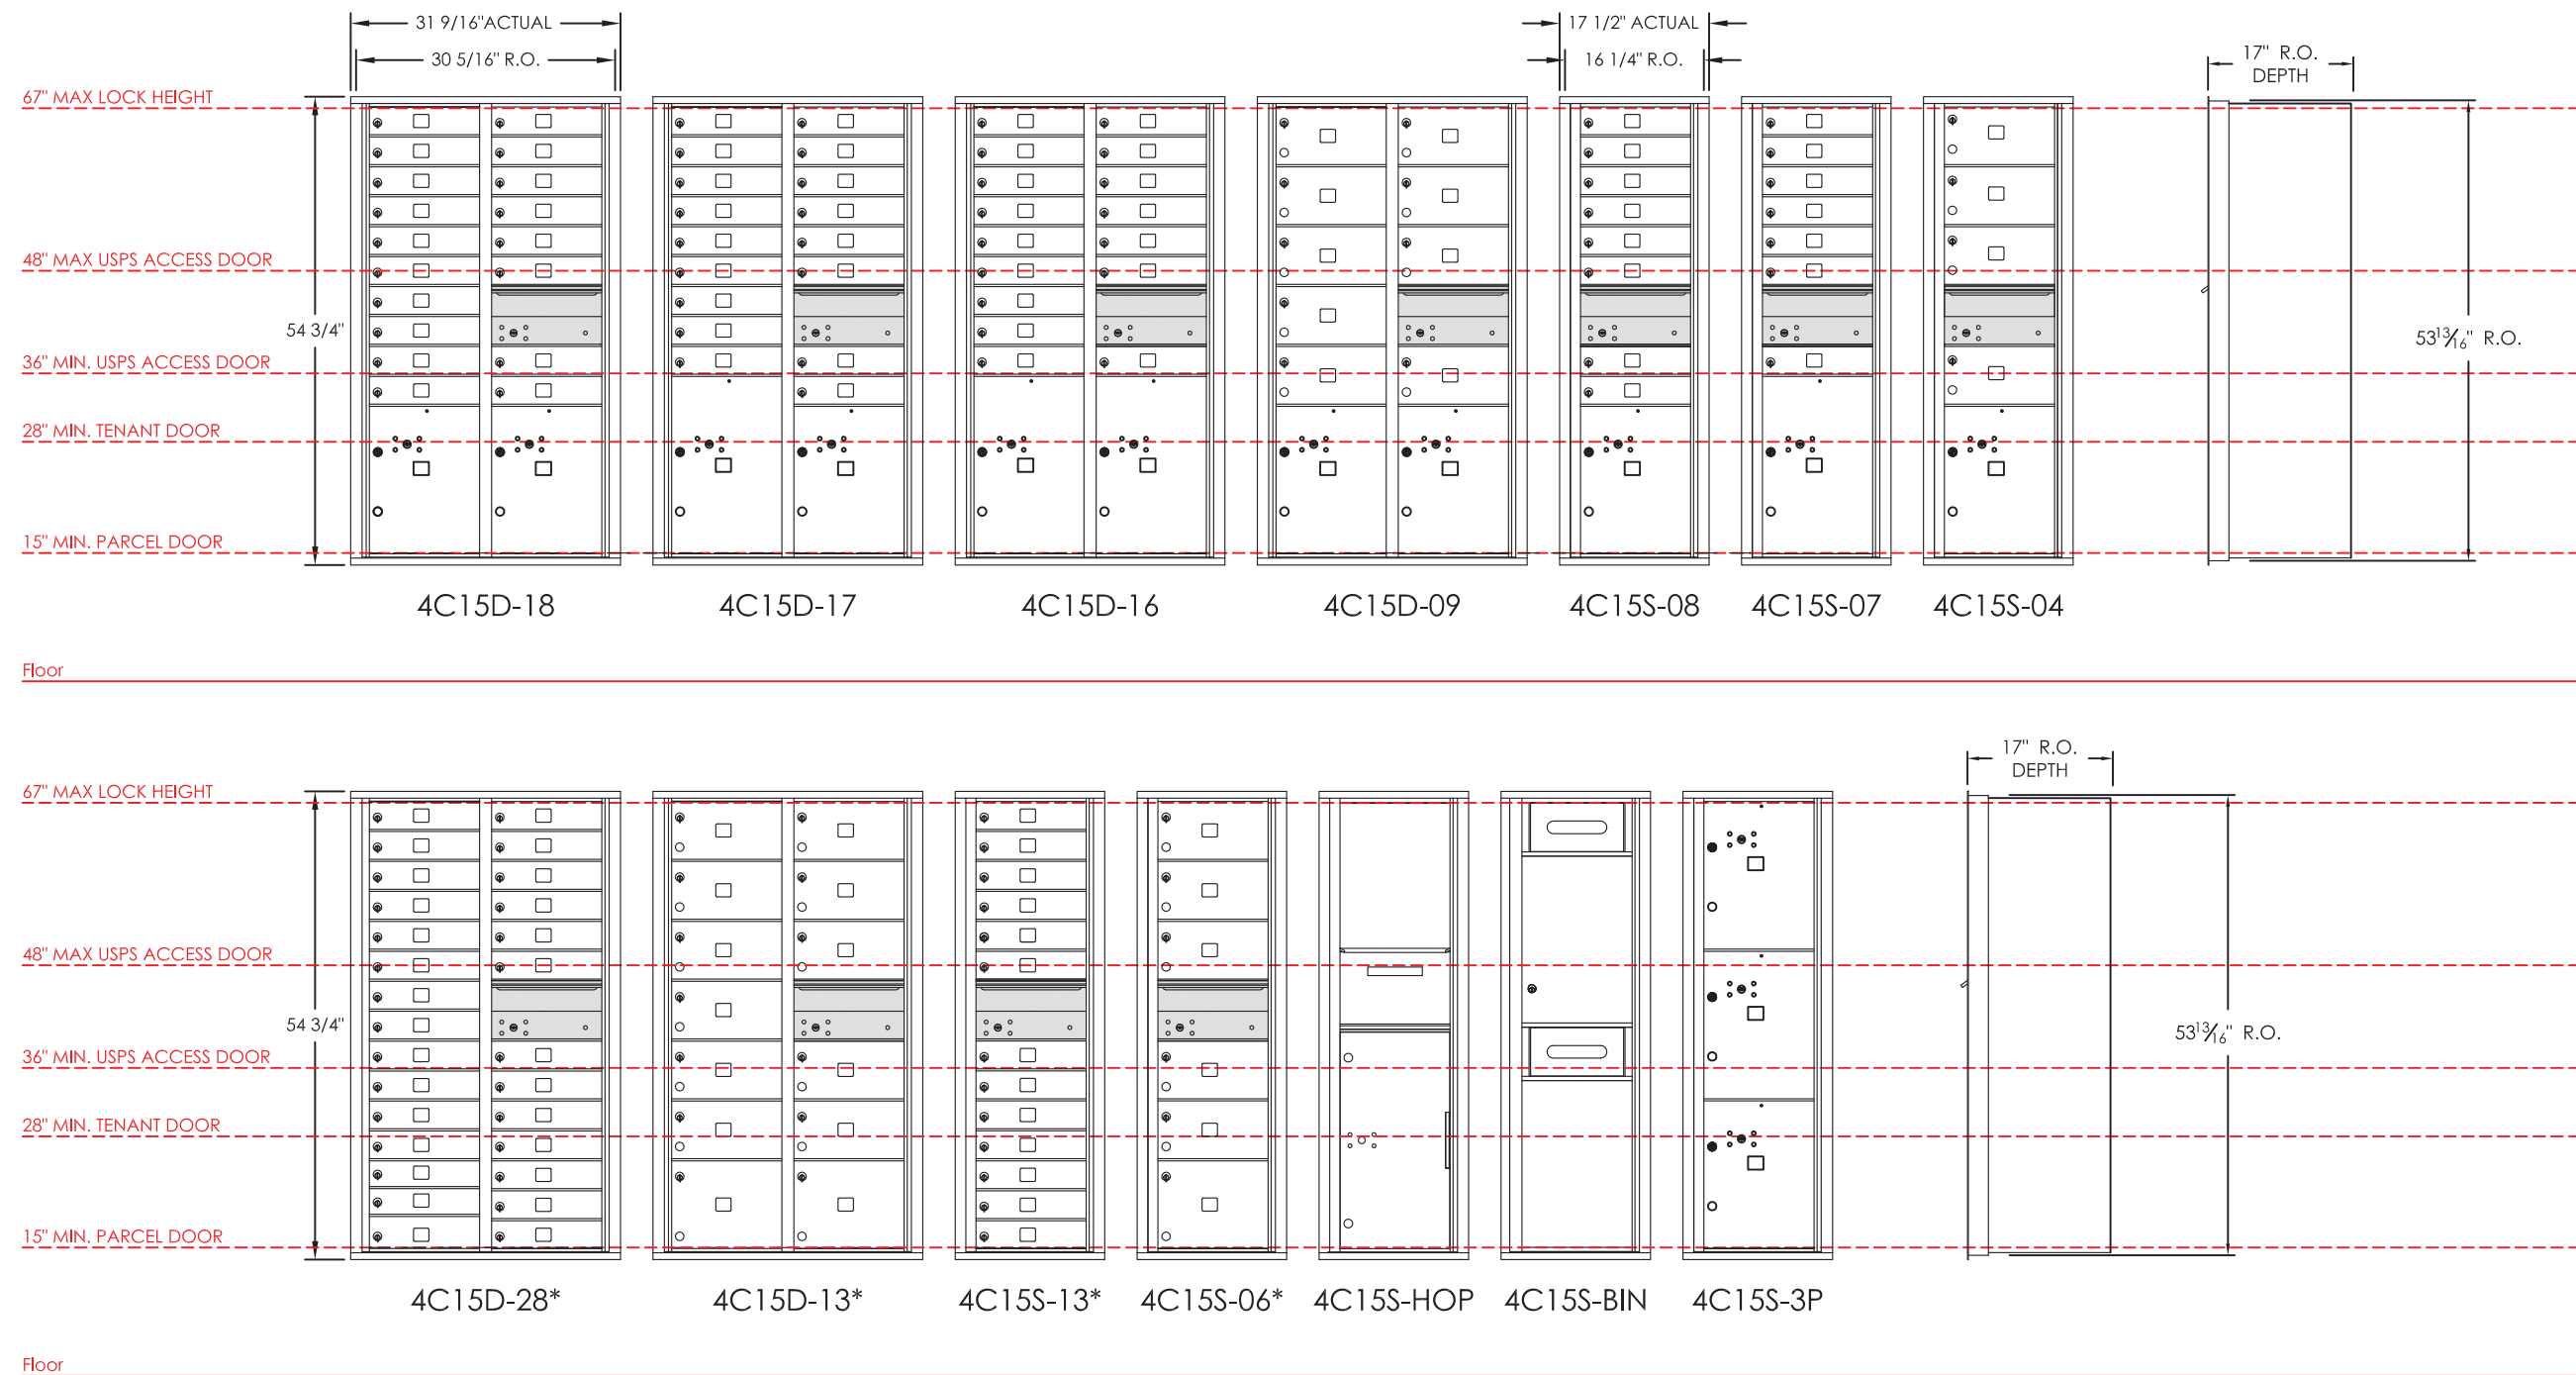 31 9/16"ACTUAL
30 5/16" R.O.
17 1/2" ACTUAL
16 1/4" R.O.
17" R.O.
DEPTH
67" MAX LOCK HEIGHT
48" MAX USPS ACCESS DOOR
54 3/4"
53 13/16" R.O.
36" MIN. USPS ACCESS DOOR
28" MIN. TENANT DOOR
15" MIN. PARCEL DOOR
4C15D-18
4C15D-17
4C15D-16
4C15D-09
4C15S-08
4C15S-07
4C15S-04
Floor
17" R.O.
DEPTH
67" MAX LOCK HEIGHT
48" MAX USPS ACCESS DOOR
54 3/4"
53 13/16" R.O.
36" MIN. USPS ACCESS DOOR
28" MIN. TENANT DOOR
15" MIN. PARCEL DOOR
4C15D-28*
4C15D-13*
4C15S-13*
4C15S-06*
4C15S-HOP
4C15S-BIN
4C15S-3P
Floor